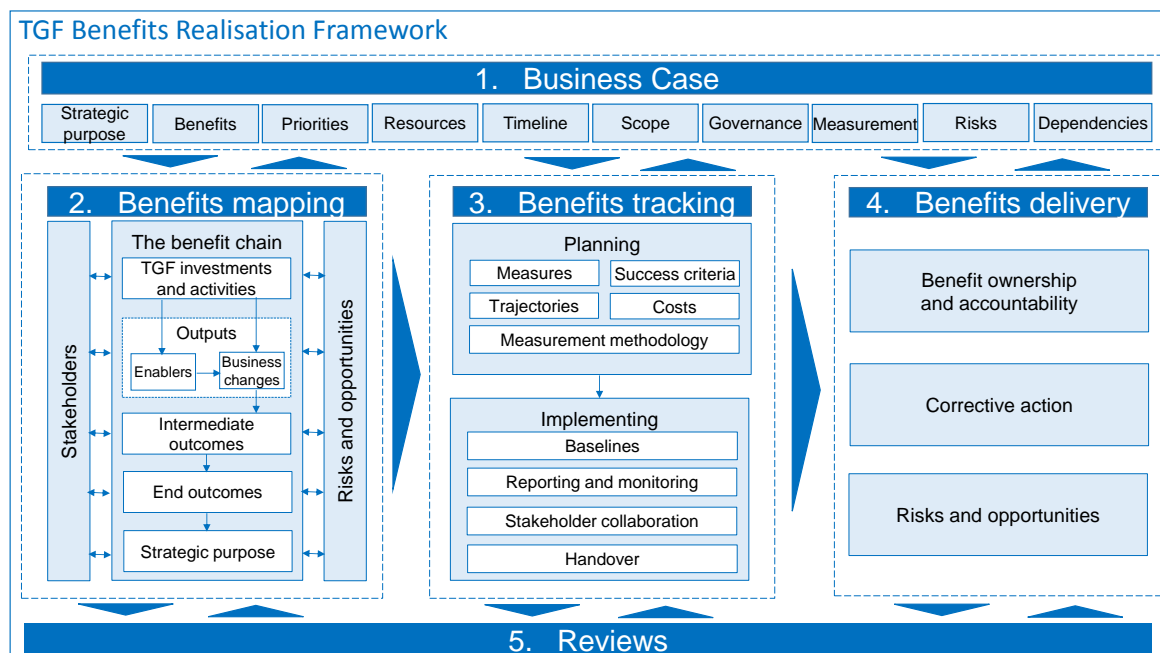 TGF Benefits Realisation Framework
1. Business Case
Strategic
purpose
Benefits
Priorities
Resources
Timeline
Scope
Governance
Measurement
Risks
Dependencies
2. Benefits mapping
Stakeholders
The benefit chain
TGF investments
and activities
Outputs
Enablers
Business
changes
Intermediate
outcomes
End outcomes
Strategic purpose
Risks and opportunities
3. Benefits tracking
Planning
Measures
Success criteria
Trajectories
Costs
Measurement methodology
Implementing
Baselines
Reporting and monitoring
Stakeholder collaboration
Handover
4. Benefits delivery
Benefit ownership
and accountability
Corrective action
Risks and opportunities
5. Reviews